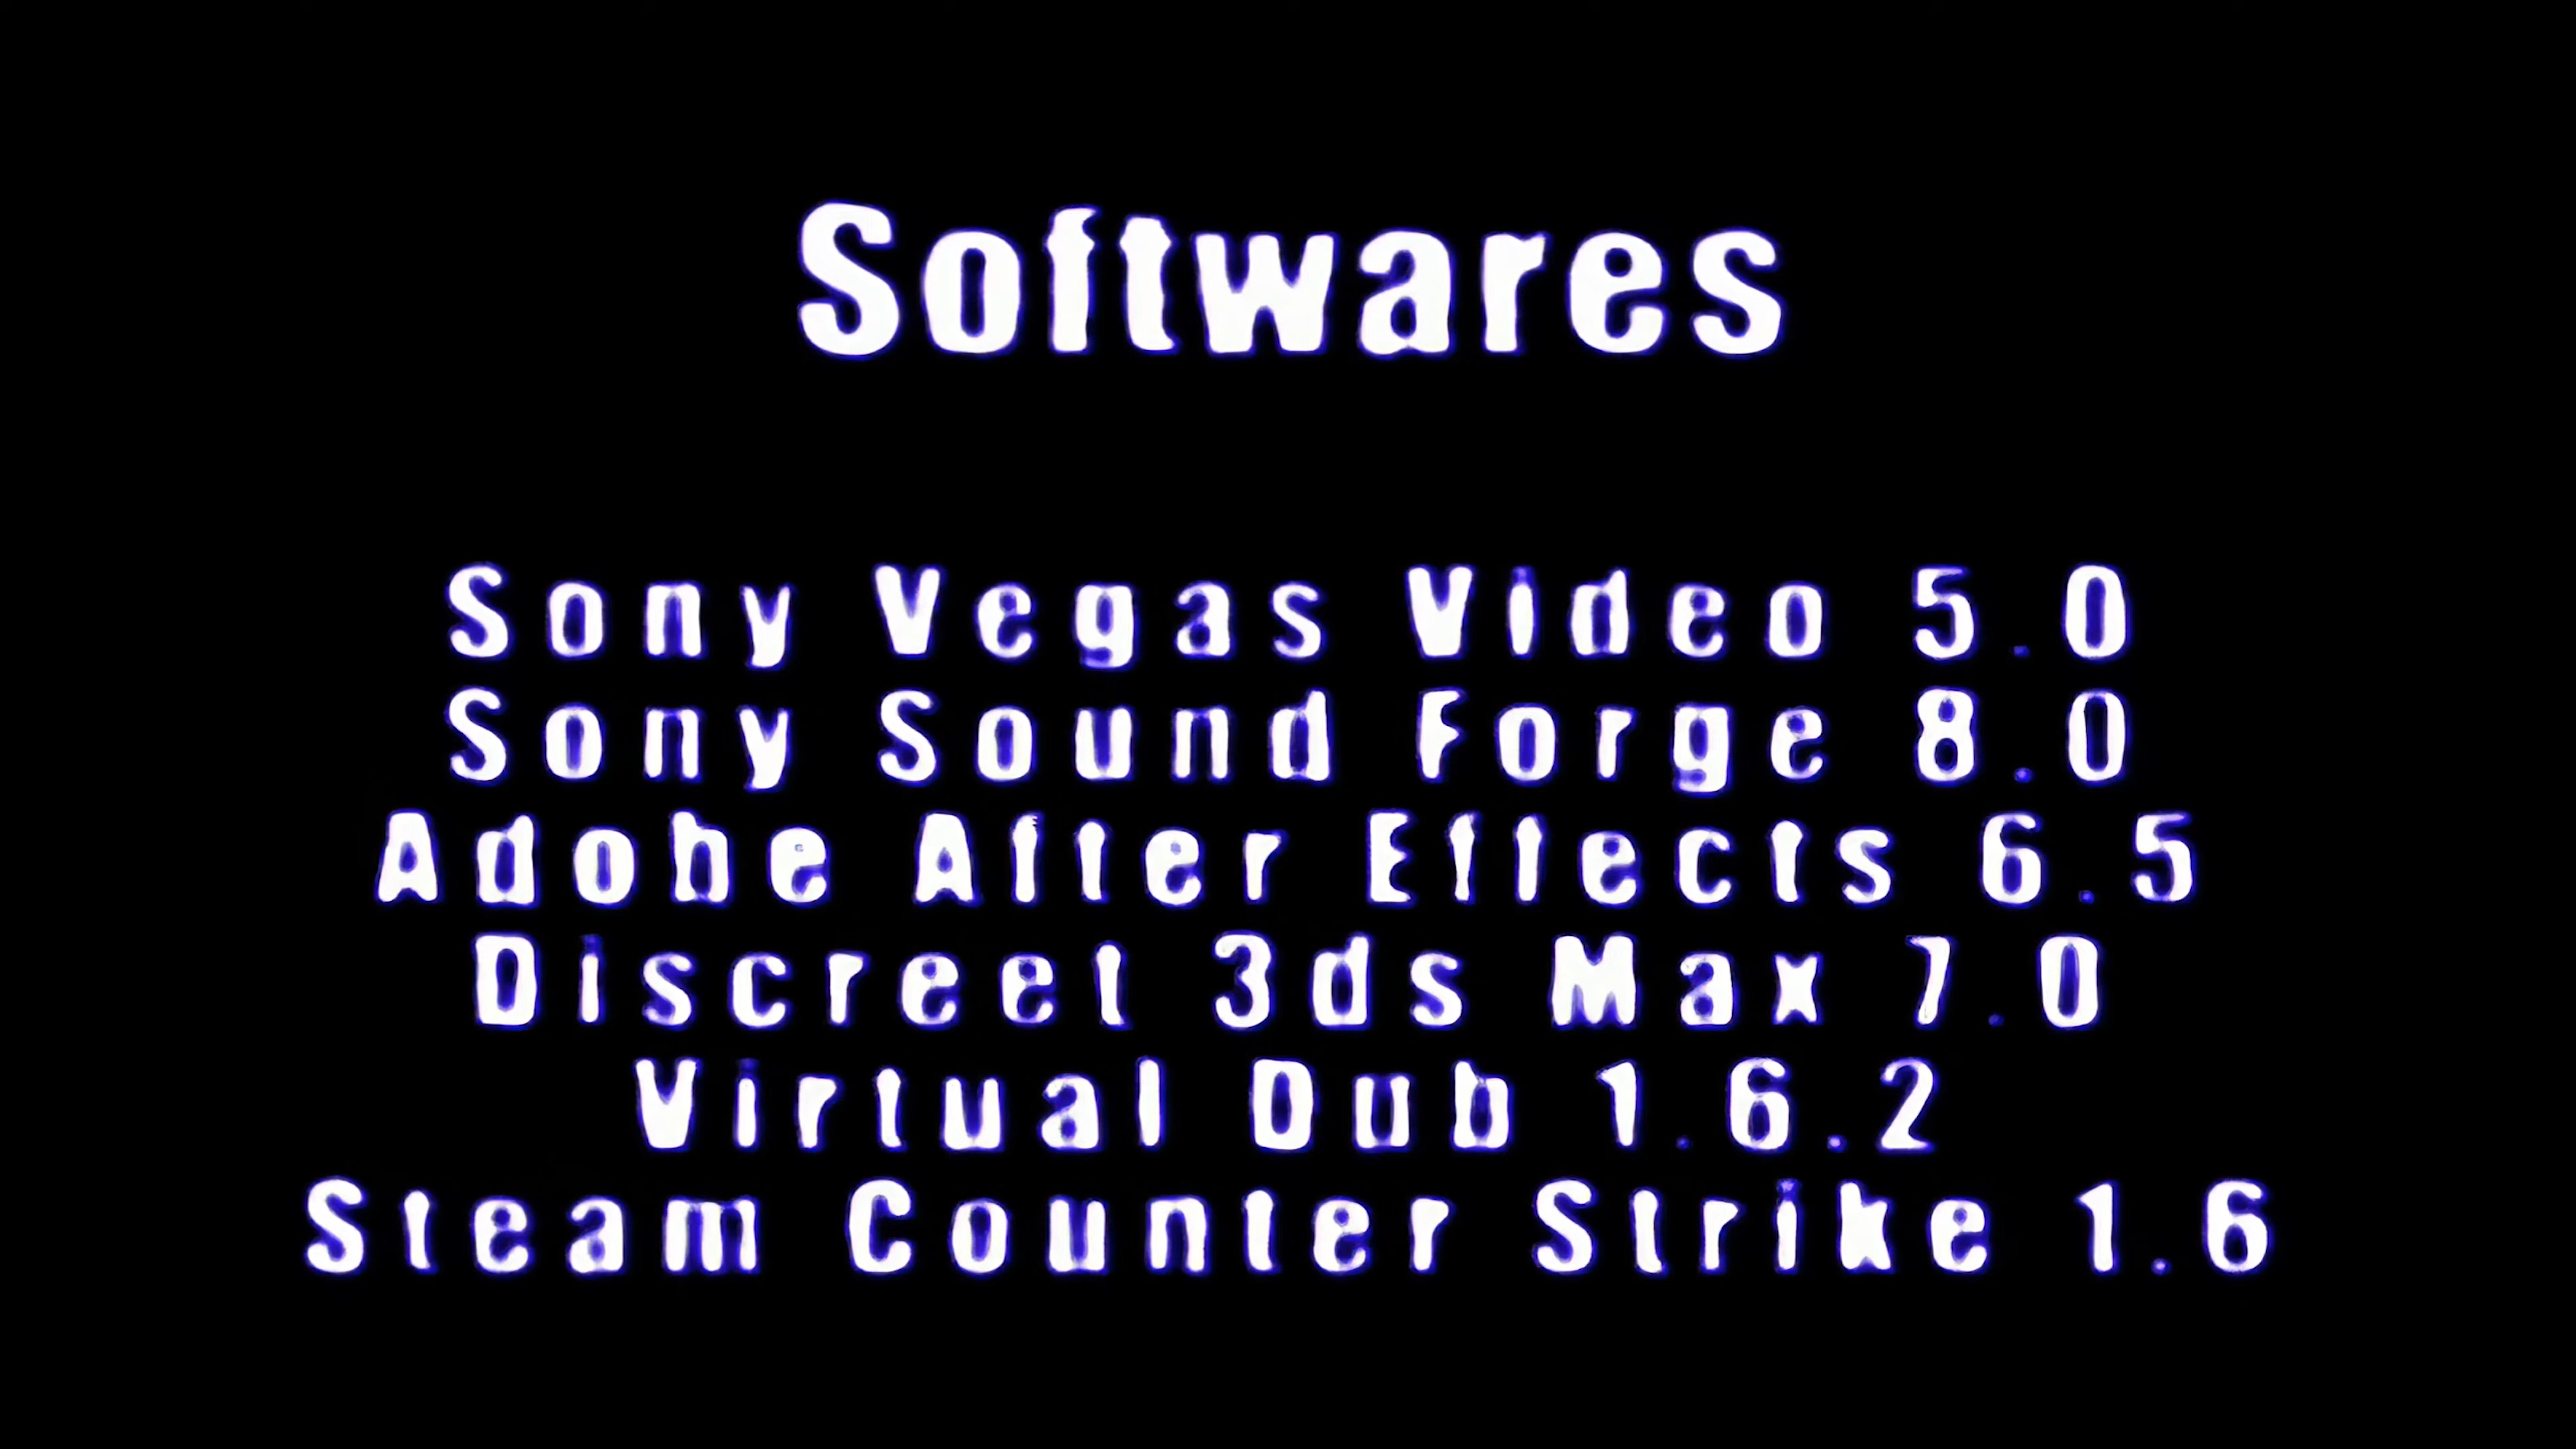 Softwares
Sony Vegas Video 5.0
Sony Sound Forge 8.0
Adobe After Effects 6.5
Discreet 3ds Max 7.0
Virtual Dub 1.6.2
Steam Counter Strike 1.6